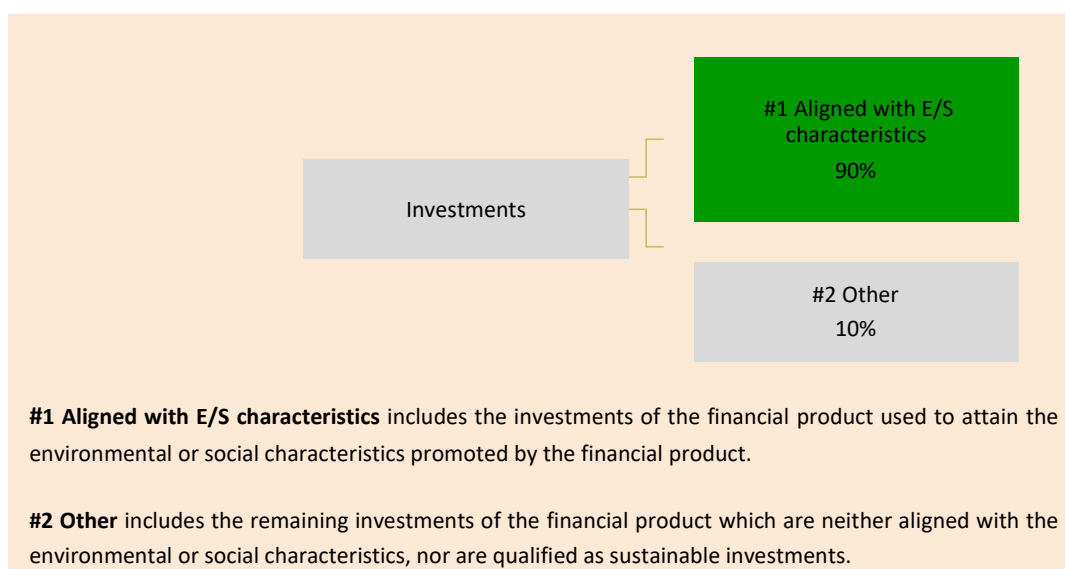 #1 Aligned with E/S
characteristics
90%
Investments
#2 Other
10%
#1 Aligned with E/S characteristics includes the investments of the financial product used to attain the
environmental or social characteristics promoted by the financial product.
#2 Other includes the remaining investments of the financial product which are neither aligned with the
environmental or social characteristics, nor are qualified as sustainable investments.